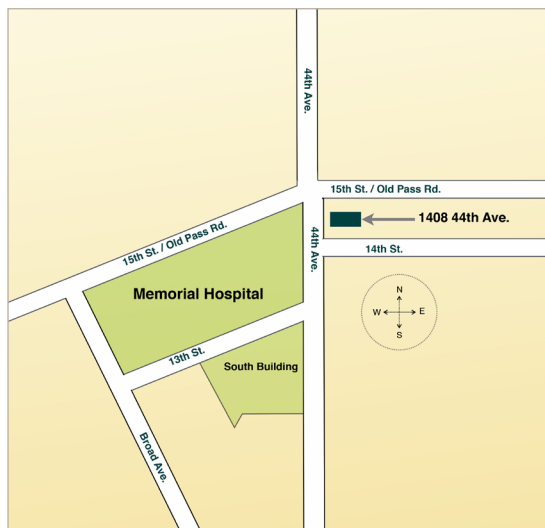 44th Ave.
15th St. / Old Pass Rd.
1408 44th Ave.
15th St. / Old Pass Rd.
44th Ave.
14th St.
Memorial Hospital
N
W
E
S
13th St.
South Building
Broad Ave.